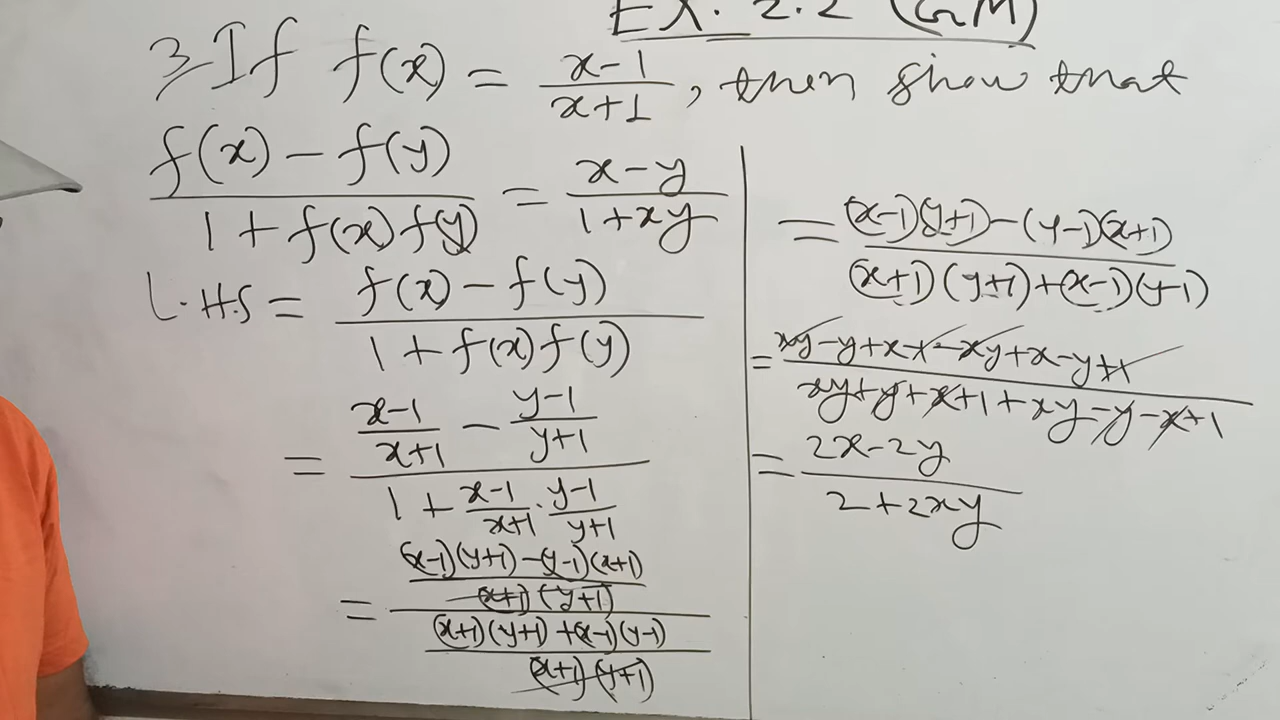 EX. 2.2 (GM)
3. If f(x) = (x-1)/(x+1), then show that
(f(x) - f(y))/(1 + f(x) f(y)) = (x-y)/(1+xy)
L.H.S = (f(x) - f(y))/(1 + f(x) f(y))
= ((x-1)/(x+1) - (y-1)/(y+1))/(1 + (x-1)/(x+1) . (y-1)/(y+1))
= (((x-1)(y+1) - (y-1)(x+1))/((x+1)(y+1)))/(((x+1)(y+1) + (x-1)(y-1))/((x+1)(y+1)))
= ((x-1)(y+1) - (y-1)(x+1))/((x+1)(y+1) + (x-1)(y-1))
= (xy-y+x-1-xy+x-y+1)/(xy+y+x+1+xy-y-x+1)
= (2x-2y)/(2+2xy)